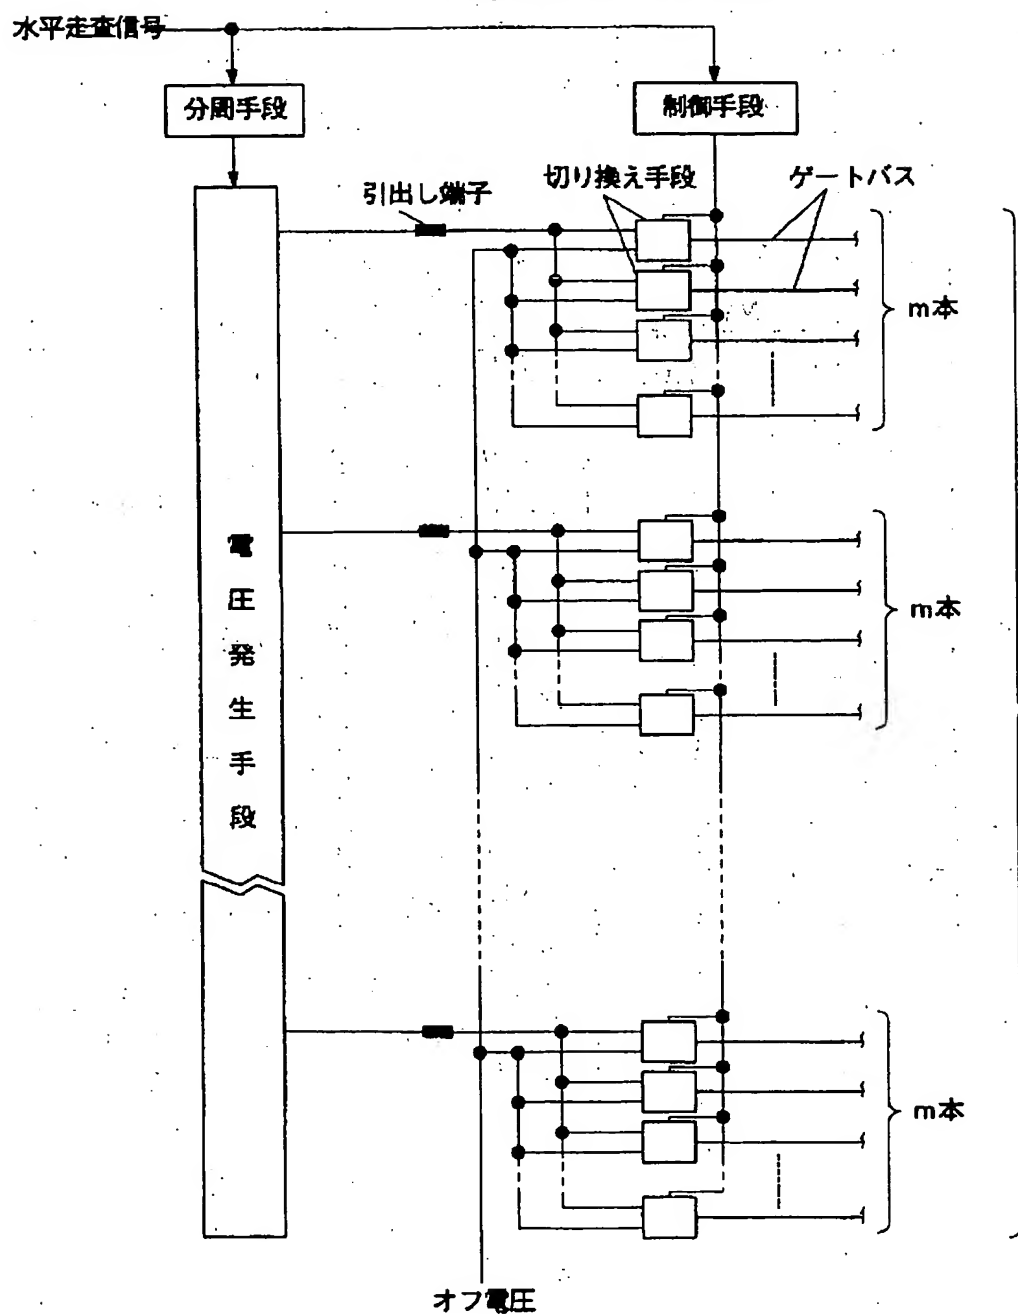 水平走査信号
分周手段
制御手段
引出し端子
切り換え手段
ゲートバス
m本
電圧発生手段
m本
m本
オフ電圧